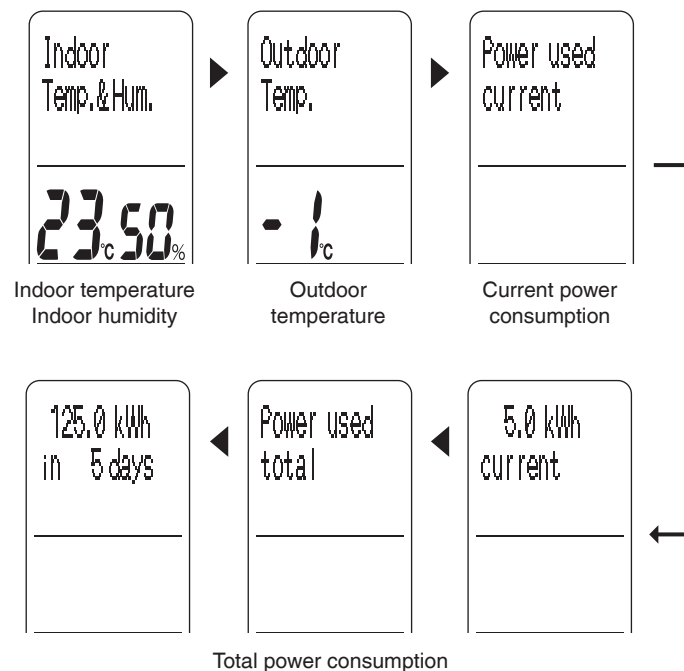 Indoor
Temp.&Hum.
23℃ 50%
Indoor temperature
Indoor humidity
Outdoor
Temp.
-1℃
Outdoor
temperature
Power used
current
Current power
consumption
5.0 kWh
current
Power used
total
125.0 kWh
in 5 days
Total power consumption